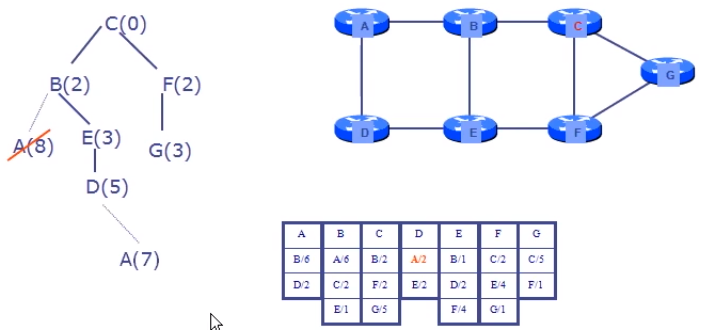 C(0)
B(2) F(2)
A(8) E(3) G(3)
D(5)
A(7)
A B C
G
D E F
A B C D E F G
B/6 A/6 B/2 A/2 B/1 C/2 C/5
D/2 C/2 F/2 E/2 D/2 E/4 F/1
E/1 G/5 F/4 G/1